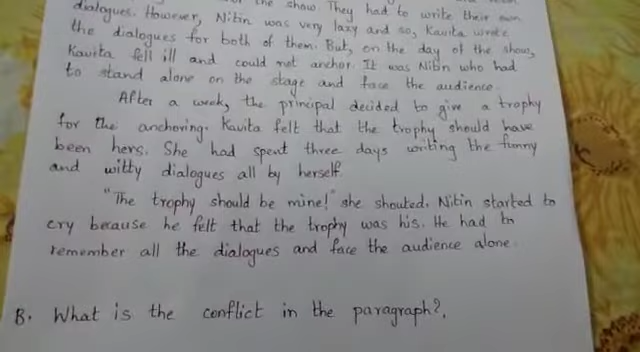 the show. They had to write their own
dialogues. However, Nitin was very lazy and so, Kavita wrote
the dialogues for both of them. But, on the day of the show,
Kavita fell ill and could not anchor. It was Nitin who had
to stand alone on the stage and face the audience.
After a week, the principal decided to give a trophy
for the anchoring. Kavita felt that the trophy should have
been hers. She had spent three days writing the funny
and witty dialogues all by herself.
"The trophy should be mine!" she shouted. Nitin started to
cry because he felt that the trophy was his. He had to
remember all the dialogues and face the audience alone.
B. What is the conflict in the paragraph?.